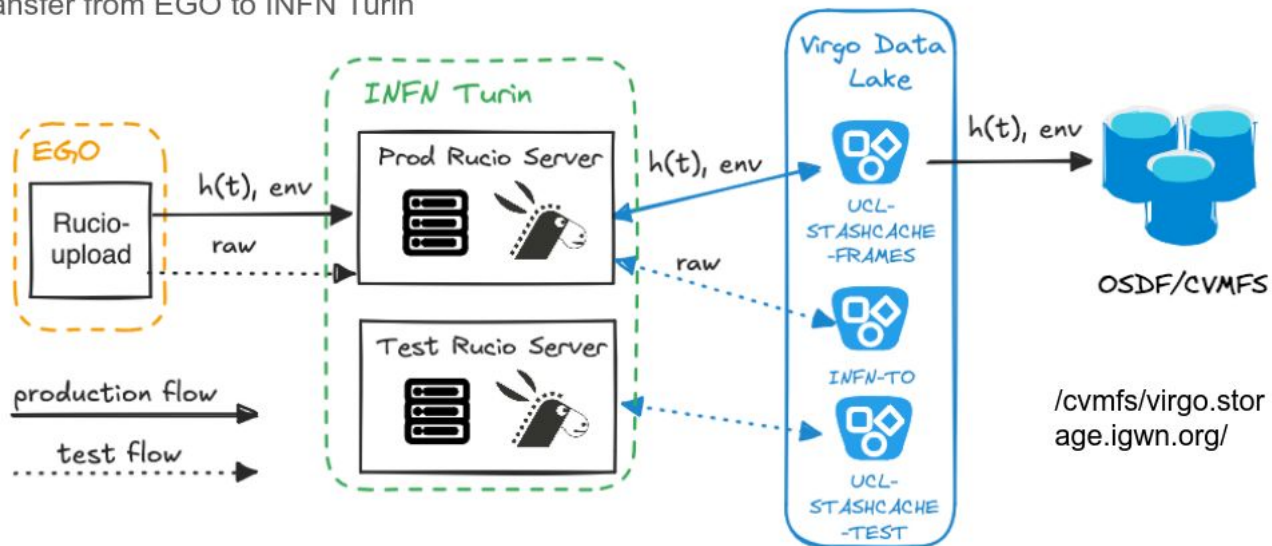 ansfer from EGO to INFN Turin
EGO
Rucio-
upload
h(t), env
raw
INFN Turin
Prod Rucio Server
Test Rucio Server
h(t), env
raw
Virgo Data
Lake
UCL-
STASHCACHE
-FRAMES
INFN-TO
UCL-
STASHCACHE
-TEST
h(t), env
OSDF/CVMFS
/cvmfs/virgo.stor
age.igwn.org/
production flow
test flow